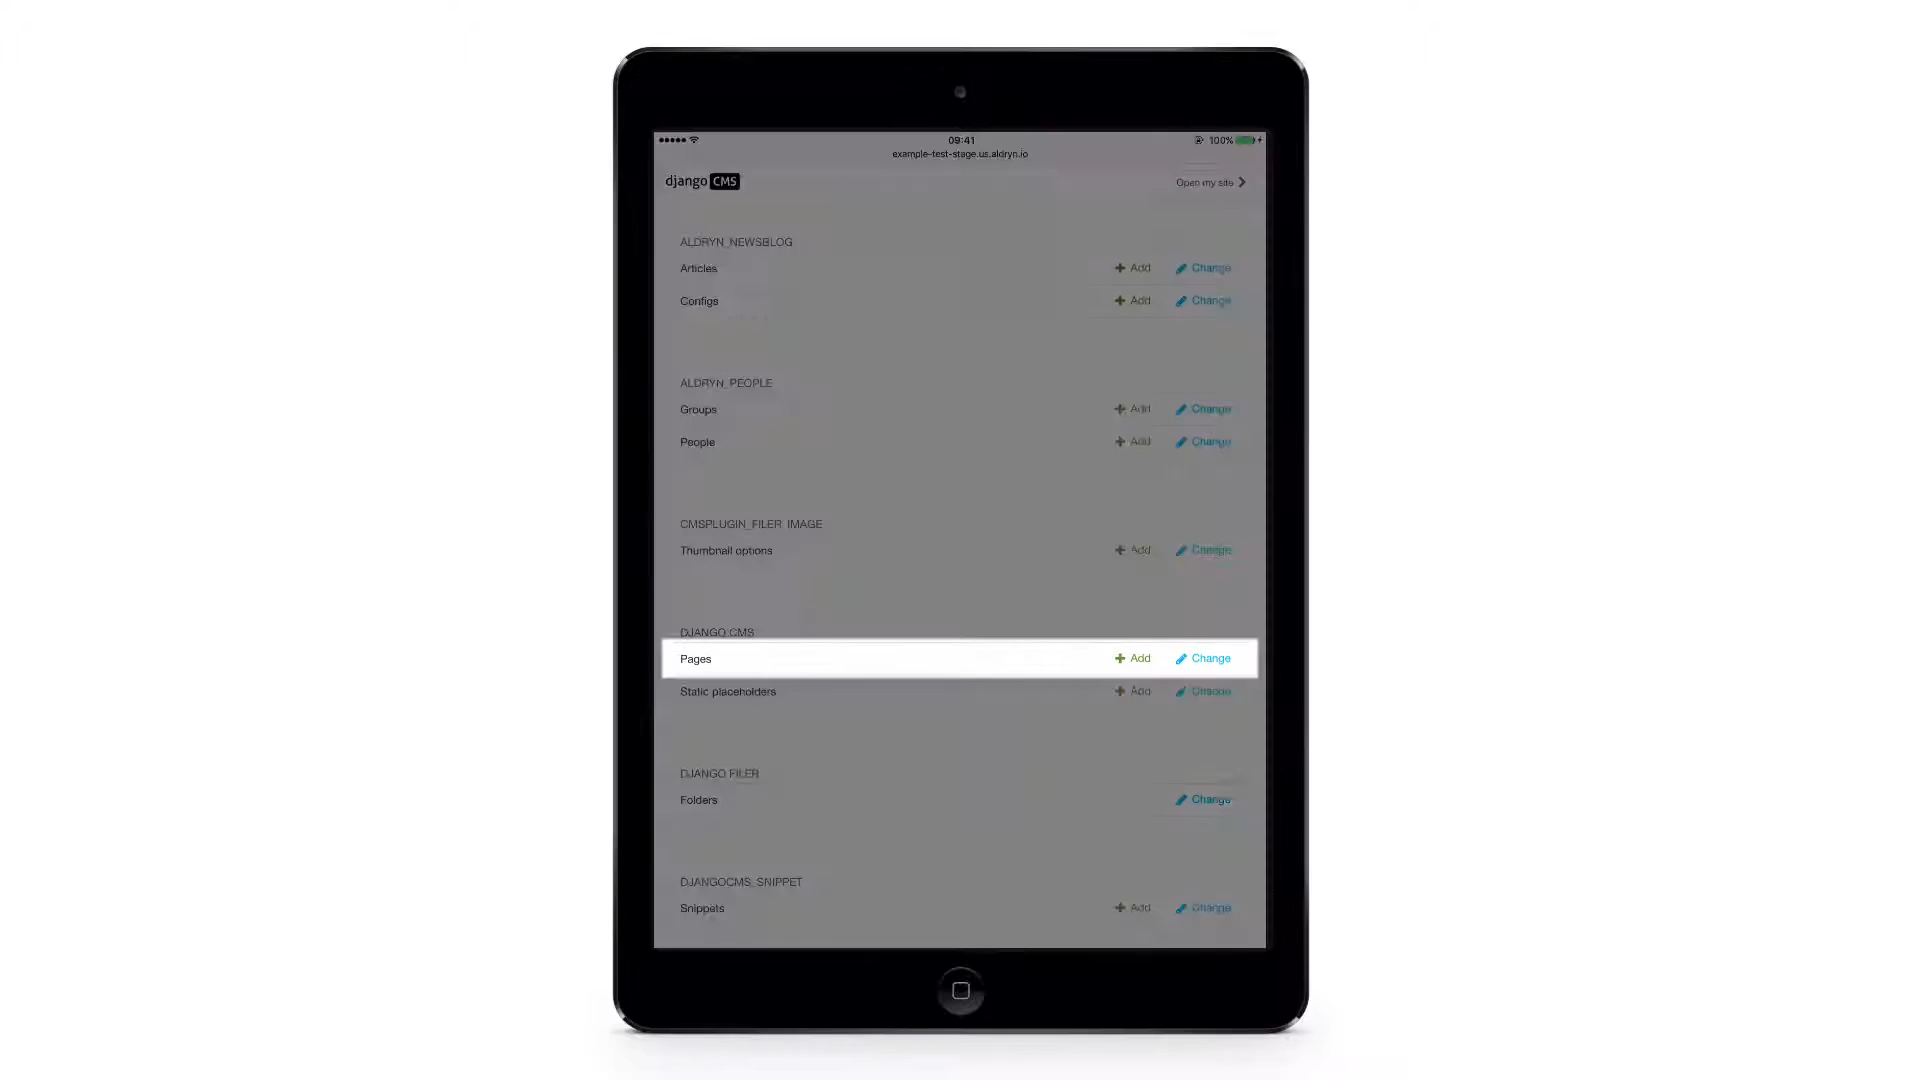 09:41
100%
example-test-stage.us.aldryn.io
django CMS
Open my site
ALDRYN_NEWSBLOG
Articles Add Change
Configs Add Change
ALDRYN_PEOPLE
Groups Add Change
People Add Change
CMSPLUGIN_FILER_IMAGE
Thumbnail options Add Change
DJANGO CMS
Pages Add Change
Static placeholders Add Change
DJANGO FILER
Folders Change
DJANGOCMS_SNIPPET
Snippets Add Change